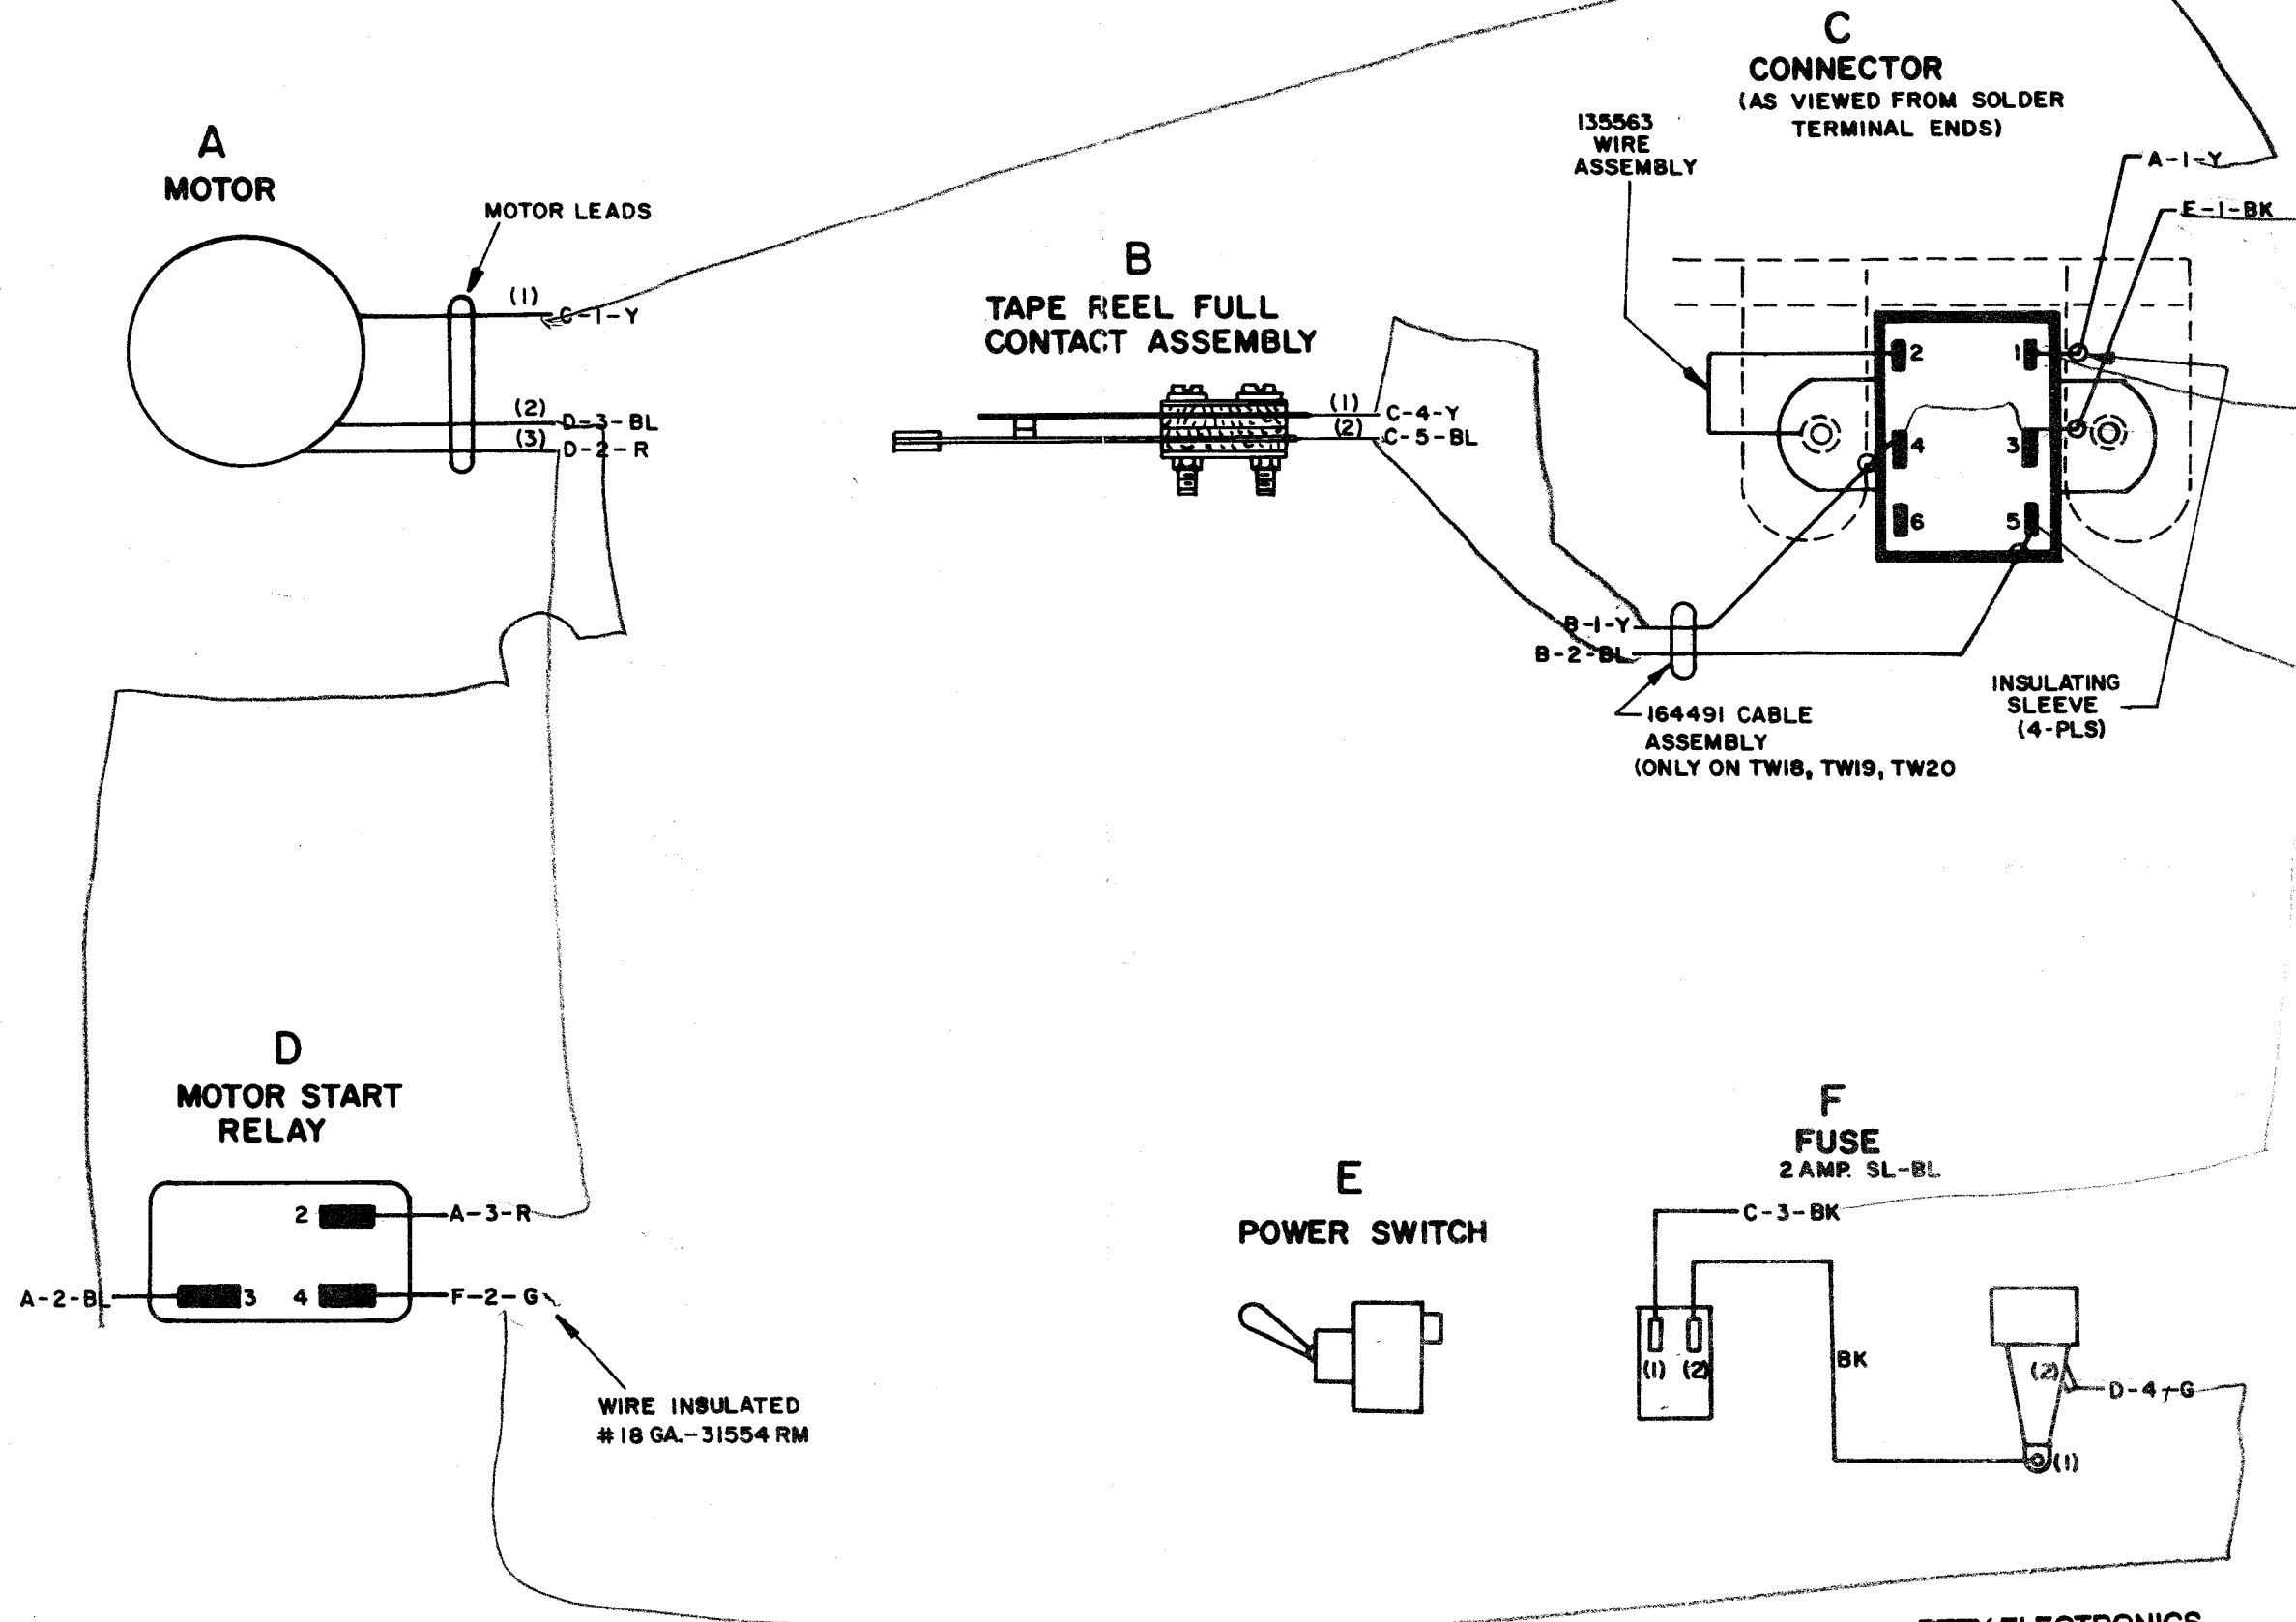 A
MOTOR
MOTOR LEADS
(1)
C-1-Y
(2)
D-3-BL
(3)
D-2-R
B
TAPE REEL FULL
CONTACT ASSEMBLY
(1)
C-4-Y
(2)
C-5-BL
C
CONNECTOR
(AS VIEWED FROM SOLDER
TERMINAL ENDS)
135563
WIRE
ASSEMBLY
A-1-Y
E-1-BK
2
1
4
3
6
5
B-1-Y
B-2-BL
164491 CABLE
ASSEMBLY
(ONLY ON TW18, TW19, TW20
INSULATING
SLEEVE
(4-PLS)
D
MOTOR START
RELAY
2
A-3-R
A-2-BL
3
4
F-2-G
WIRE INSULATED
#18 GA.-31554 RM
E
POWER SWITCH
F
FUSE
2 AMP. SL-BL
C-3-BK
(1)
(2)
BK
(2)
D-4-G
(1)
ELECTRONICS